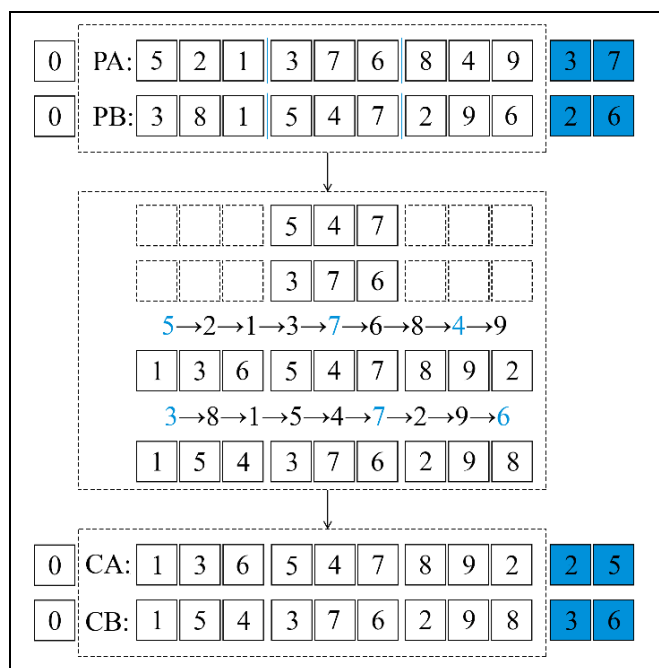 0 PA: 5 2 1 3 7 6 8 4 9 3 7
0 PB: 3 8 1 5 4 7 2 9 6 2 6
5 4 7
3 7 6
5→2→1→3→7→6→8→4→9
1 3 6 5 4 7 8 9 2
3→8→1→5→4→7→2→9→6
1 5 4 3 7 6 2 9 8
0 CA: 1 3 6 5 4 7 8 9 2 2 5
0 CB: 1 5 4 3 7 6 2 9 8 3 6